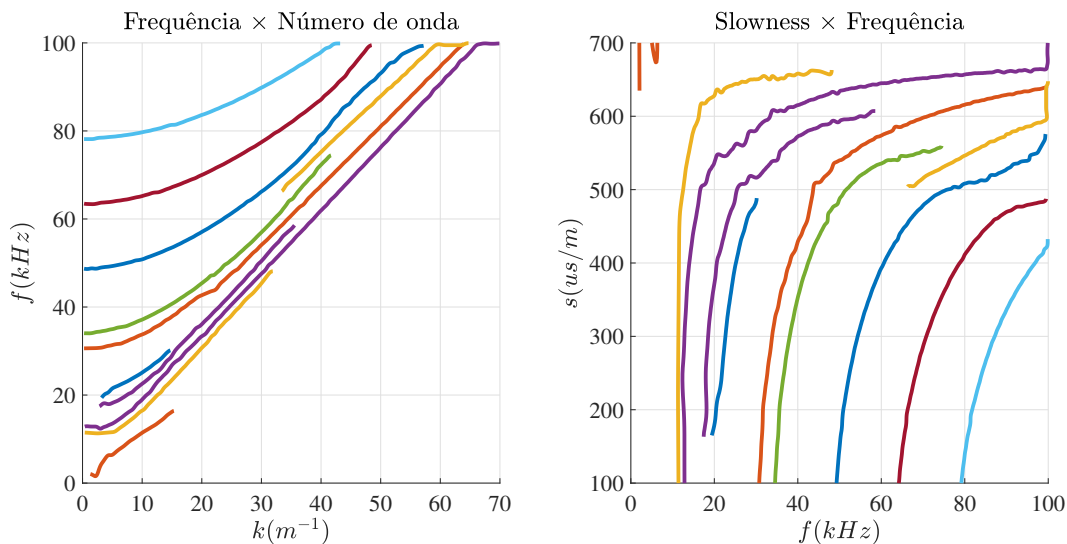 Frequência × Número de onda
100
80
60
40
20
0
f(kHz)
0 10 20 30 40 50 60 70
k(m⁻¹)
Slowness × Frequência
700
600
500
400
300
200
100
s(us/m)
0 20 40 60 80 100
f(kHz)